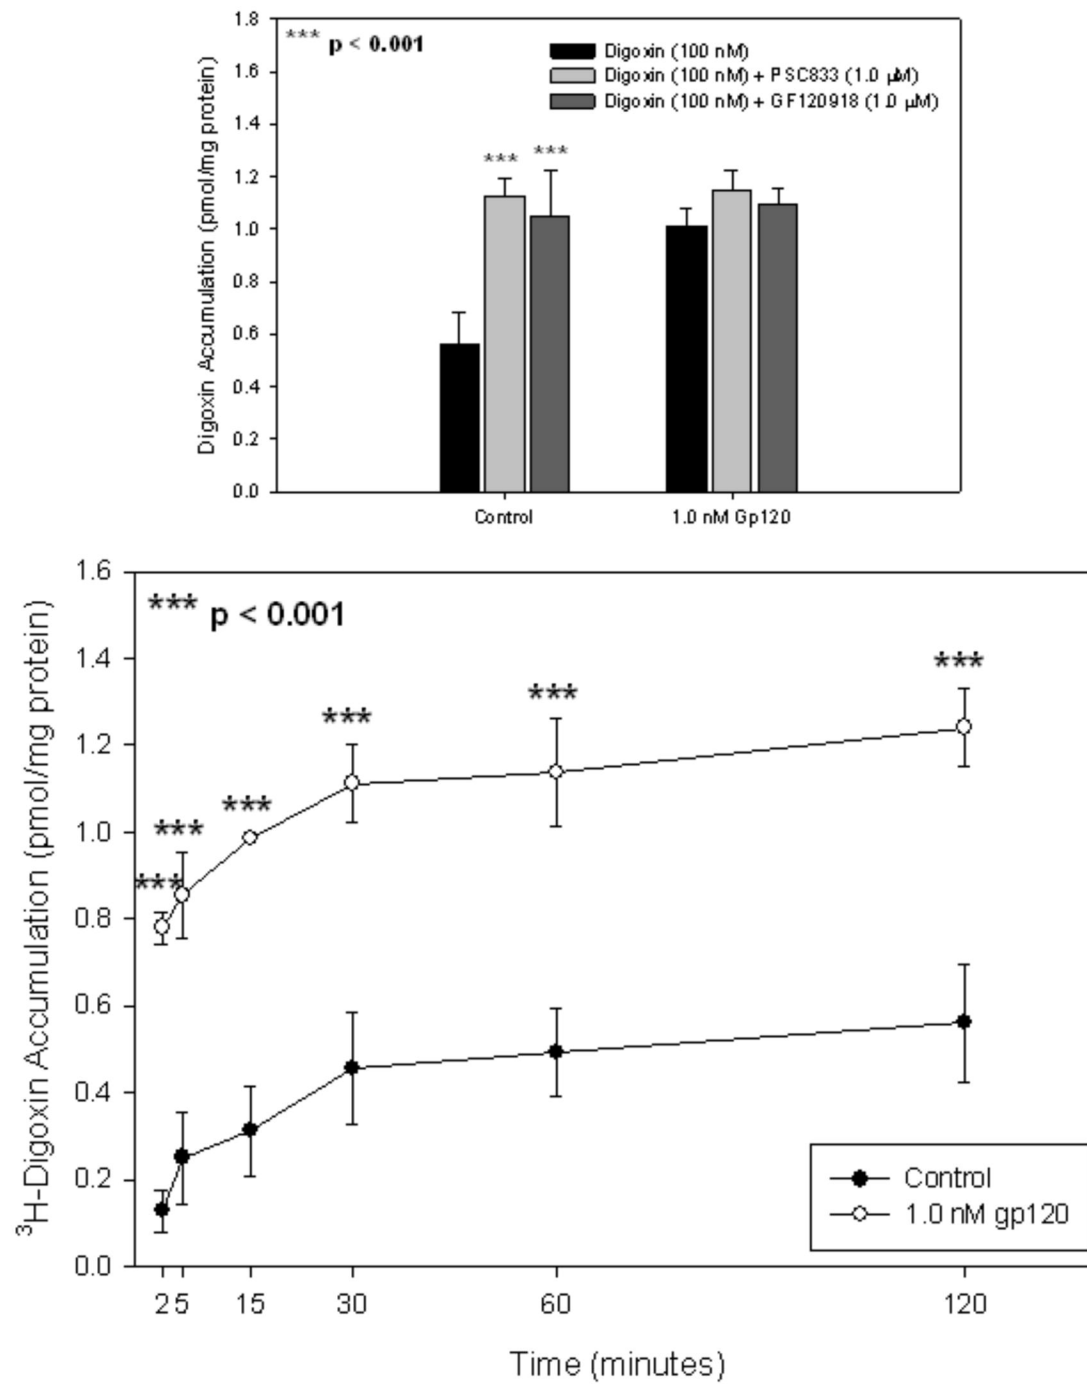 *** p < 0.001
Digoxin (100 nM)
Digoxin (100 nM) + PSC833 (1.0 μM)
Digoxin (100 nM) + GF120918 (1.0 μM)
Digoxin Accumulation (pmol/mg protein)
1.8
1.6
1.4
1.2
1.0
0.8
0.6
0.4
0.2
0.0
*** ***
Control 1.0 nM Gp120
*** p < 0.001
³H-Digoxin Accumulation (pmol/mg protein)
1.6
1.4
1.2
1.0
0.8
0.6
0.4
0.2
0.0
***
***
***
***
***
***
Control
1.0 nM gp120
2 5 15 30 60 120
Time (minutes)